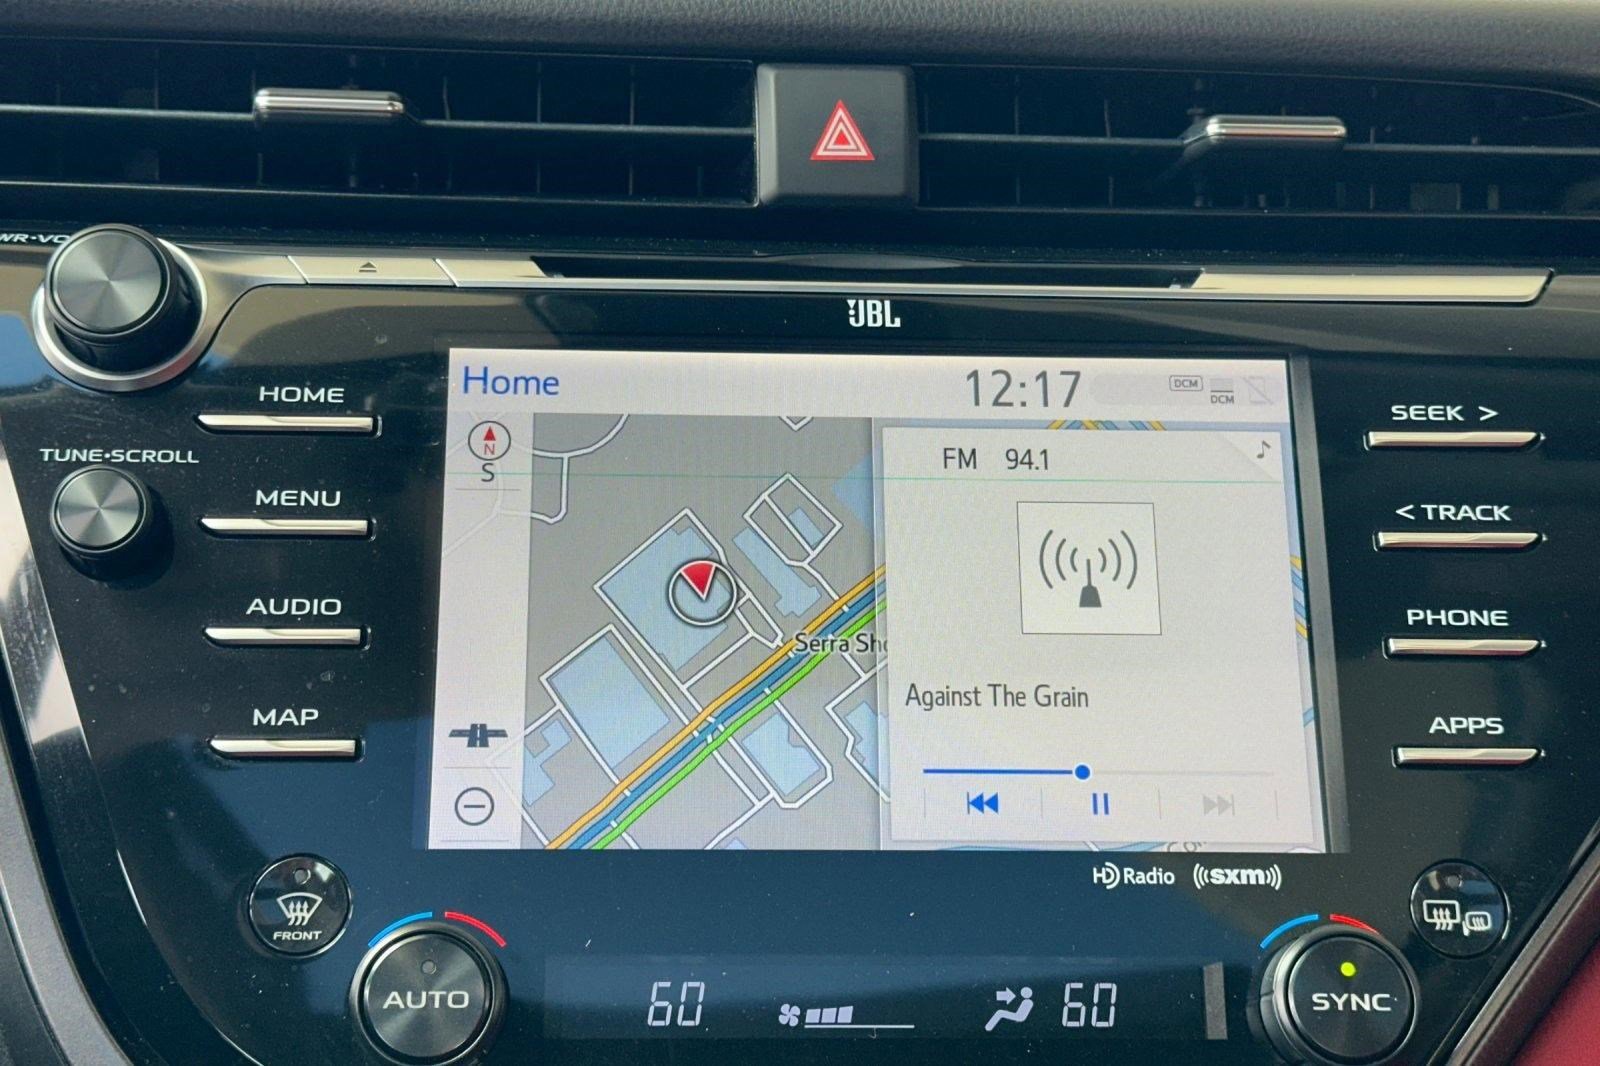 JBL
HOME
TUNE•SCROLL
MENU
AUDIO
MAP
Home
12:17
DCM
DCM
N
S
FM 94.1
Serra
Against The Grain
SEEK >
< TRACK
PHONE
APPS
HD Radio
((sxm))
FRONT
AUTO
60
60
SYNC